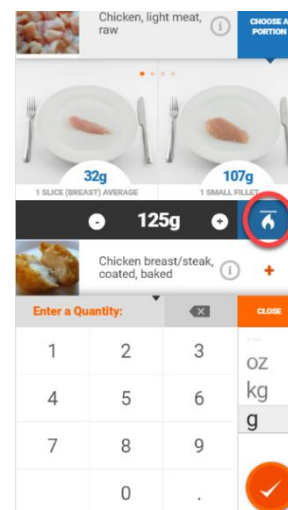 Chicken, light meat,
raw
CHOOSE A
PORTION
32g
1 SLICE (BREAST) AVERAGE
107g
1 SMALL FILLET
125g
Chicken breast/steak,
coated, baked
Enter a Quantity:
CLOSE
1 2 3
oz
4 5 6
kg
g
7 8 9
0 .